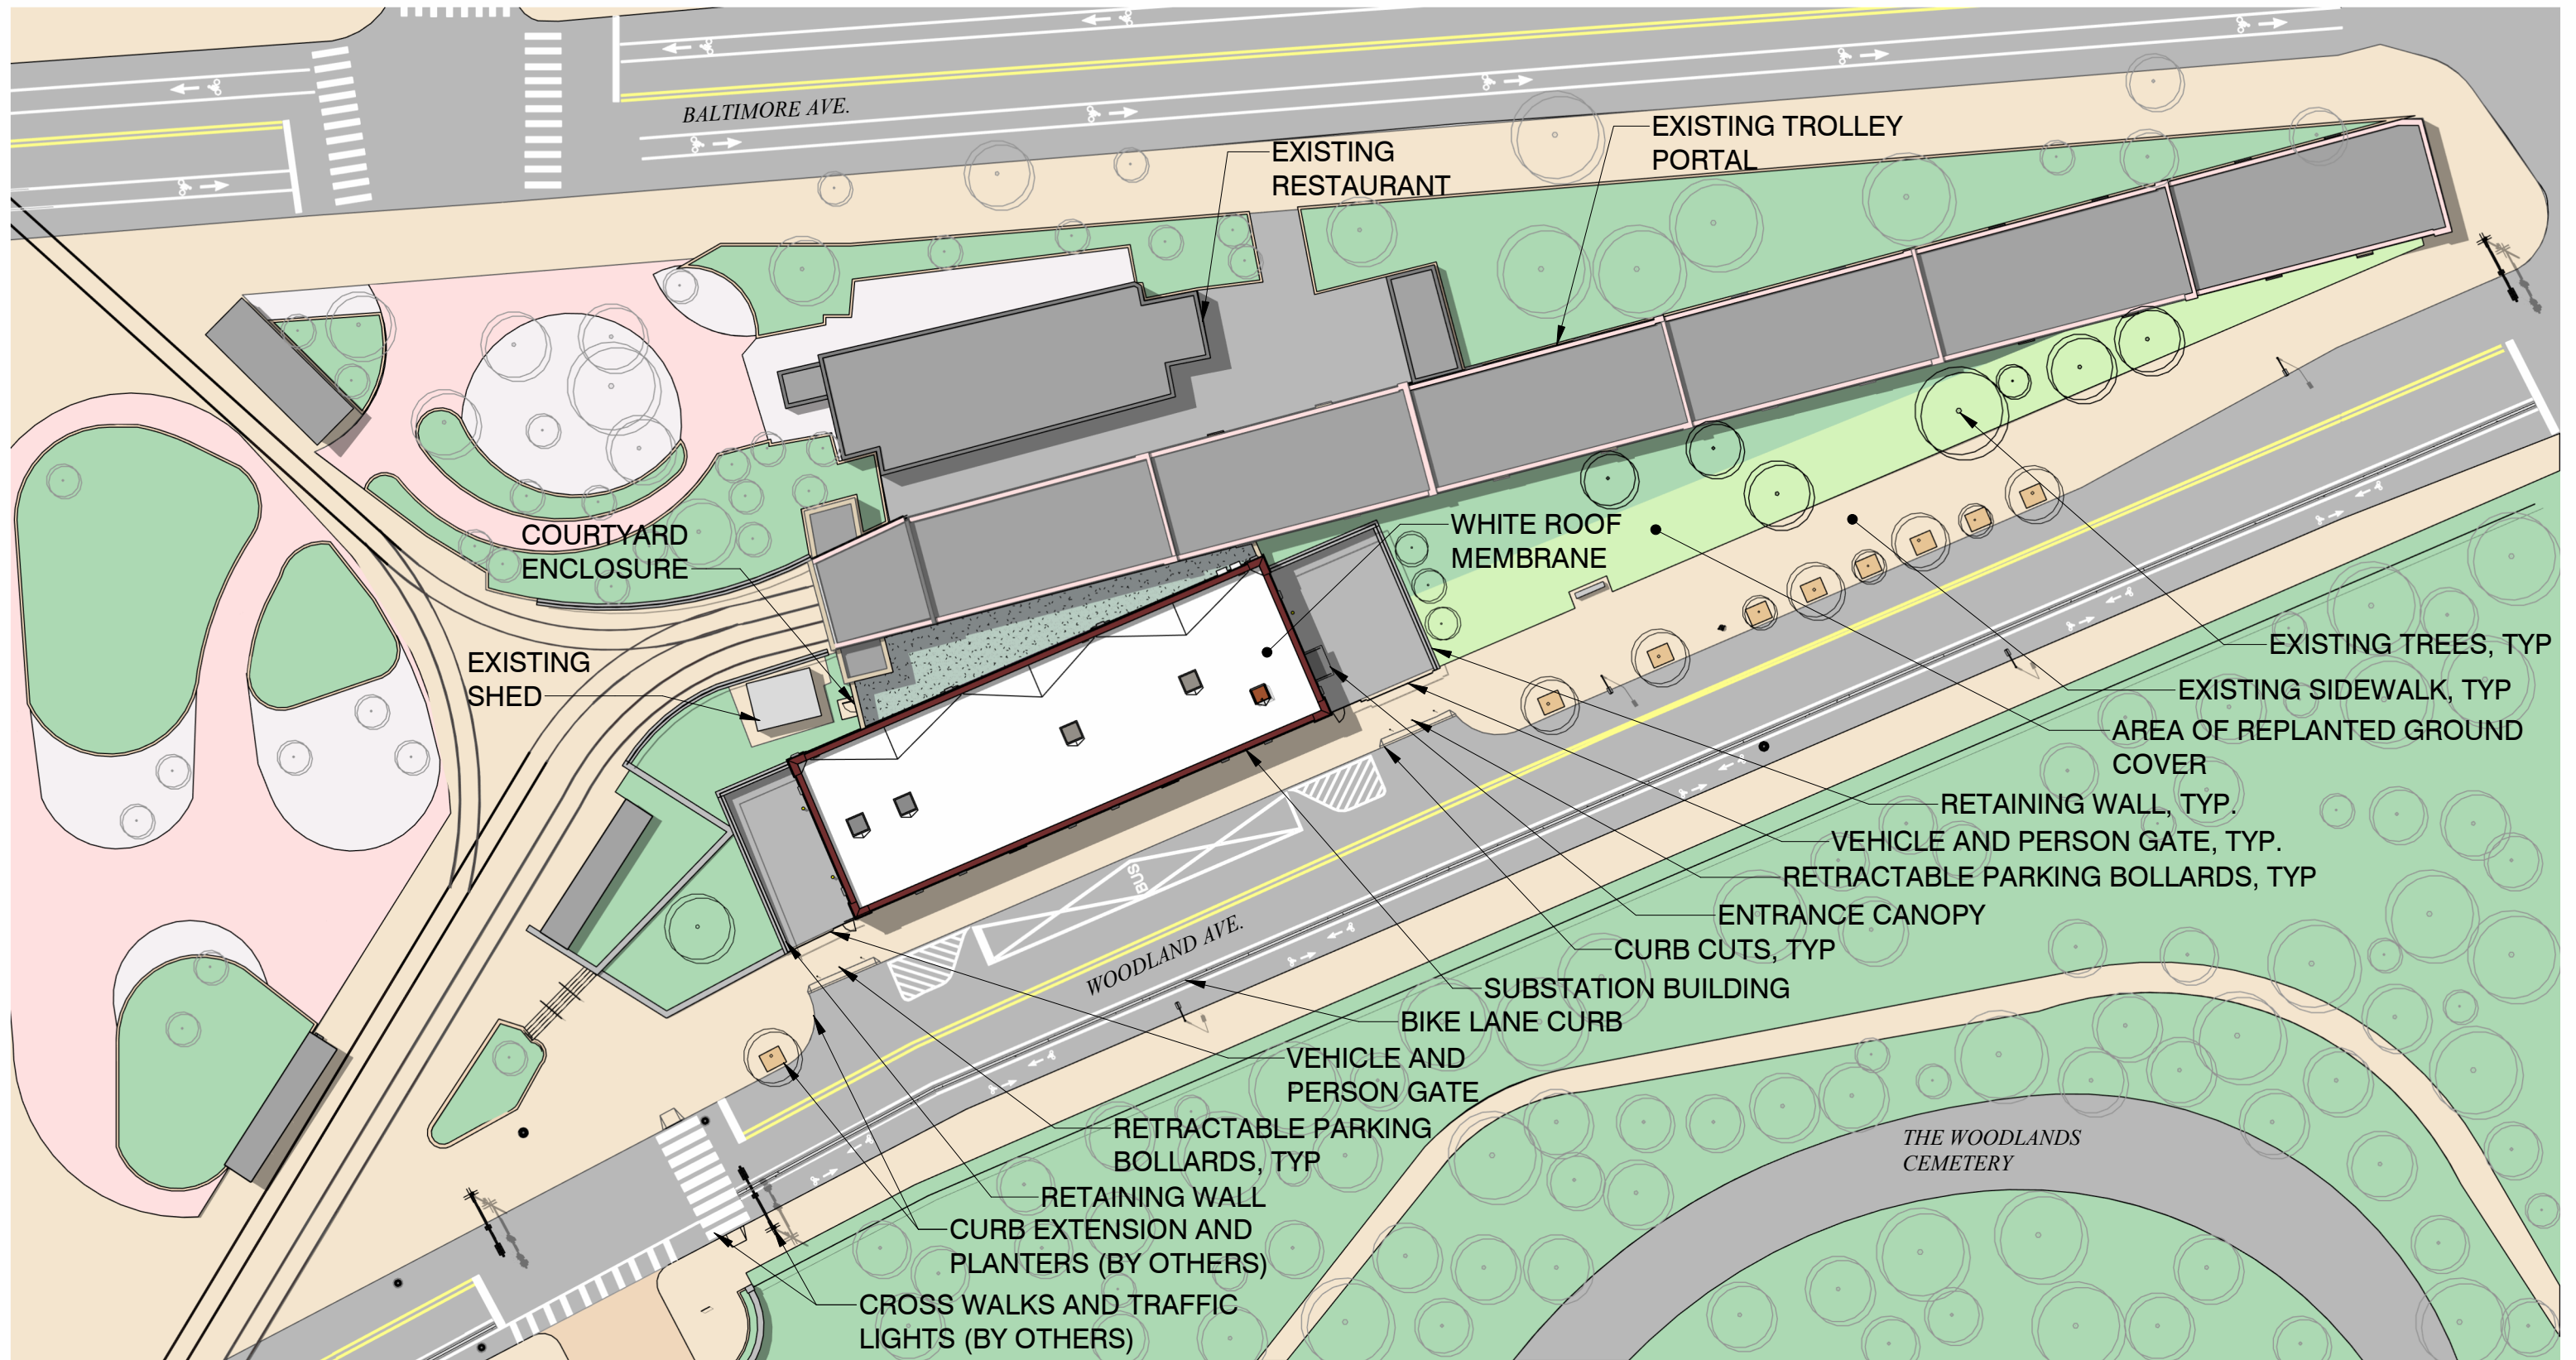 BALTIMORE AVE.
EXISTING TROLLEY
PORTAL
EXISTING
RESTAURANT
COURTYARD
ENCLOSURE
WHITE ROOF
MEMBRANE
EXISTING
SHED
EXISTING TREES, TYP
EXISTING SIDEWALK, TYP
AREA OF REPLANTED GROUND
COVER
RETAINING WALL, TYP.
VEHICLE AND PERSON GATE, TYP.
RETRACTABLE PARKING BOLLARDS, TYP
ENTRANCE CANOPY
CURB CUTS, TYP
SUBSTATION BUILDING
BIKE LANE CURB
BUS
WOODLAND AVE.
VEHICLE AND
PERSON GATE
RETRACTABLE PARKING
BOLLARDS, TYP
RETAINING WALL
CURB EXTENSION AND
PLANTERS (BY OTHERS)
CROSS WALKS AND TRAFFIC
LIGHTS (BY OTHERS)
THE WOODLANDS
CEMETERY